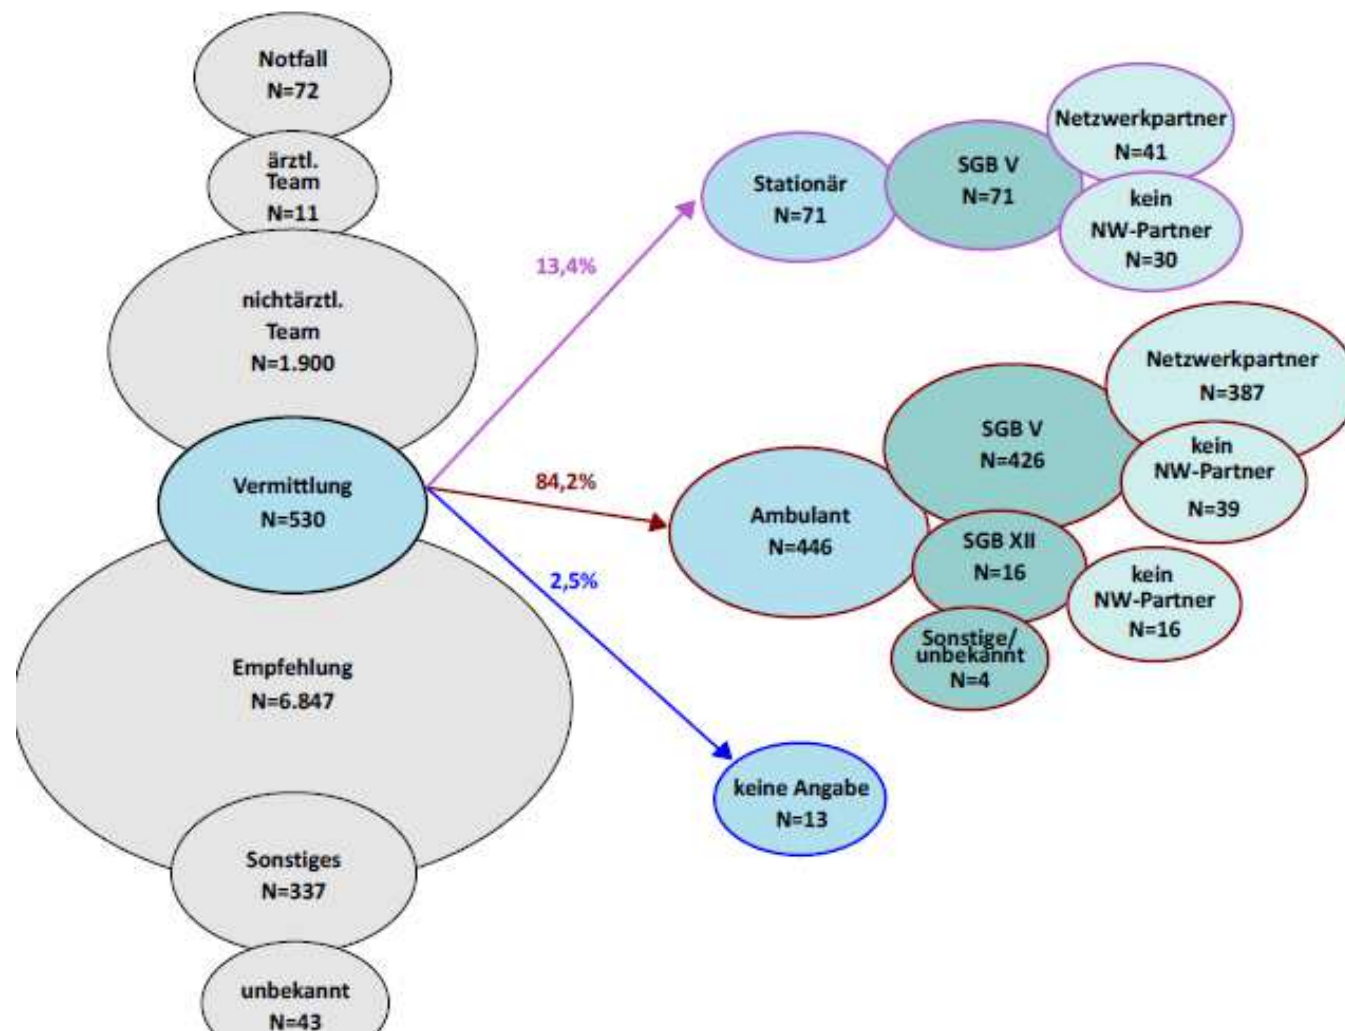 Notfall
N=72
ärztl.
Team
N=11
nichtärztl.
Team
N=1.900
Vermittlung
N=530
Empfehlung
N=6.847
Sonstiges
N=337
unbekannt
N=43
13,4%
84,2%
2,5%
Stationär
N=71
SGB V
N=71
Netzwerkpartner
N=41
kein
NW-Partner
N=30
Ambulant
N=446
SGB V
N=426
Netzwerkpartner
N=387
kein
NW-Partner
N=39
SGB XII
N=16
kein
NW-Partner
N=16
Sonstige/
unbekannt
N=4
keine Angabe
N=13